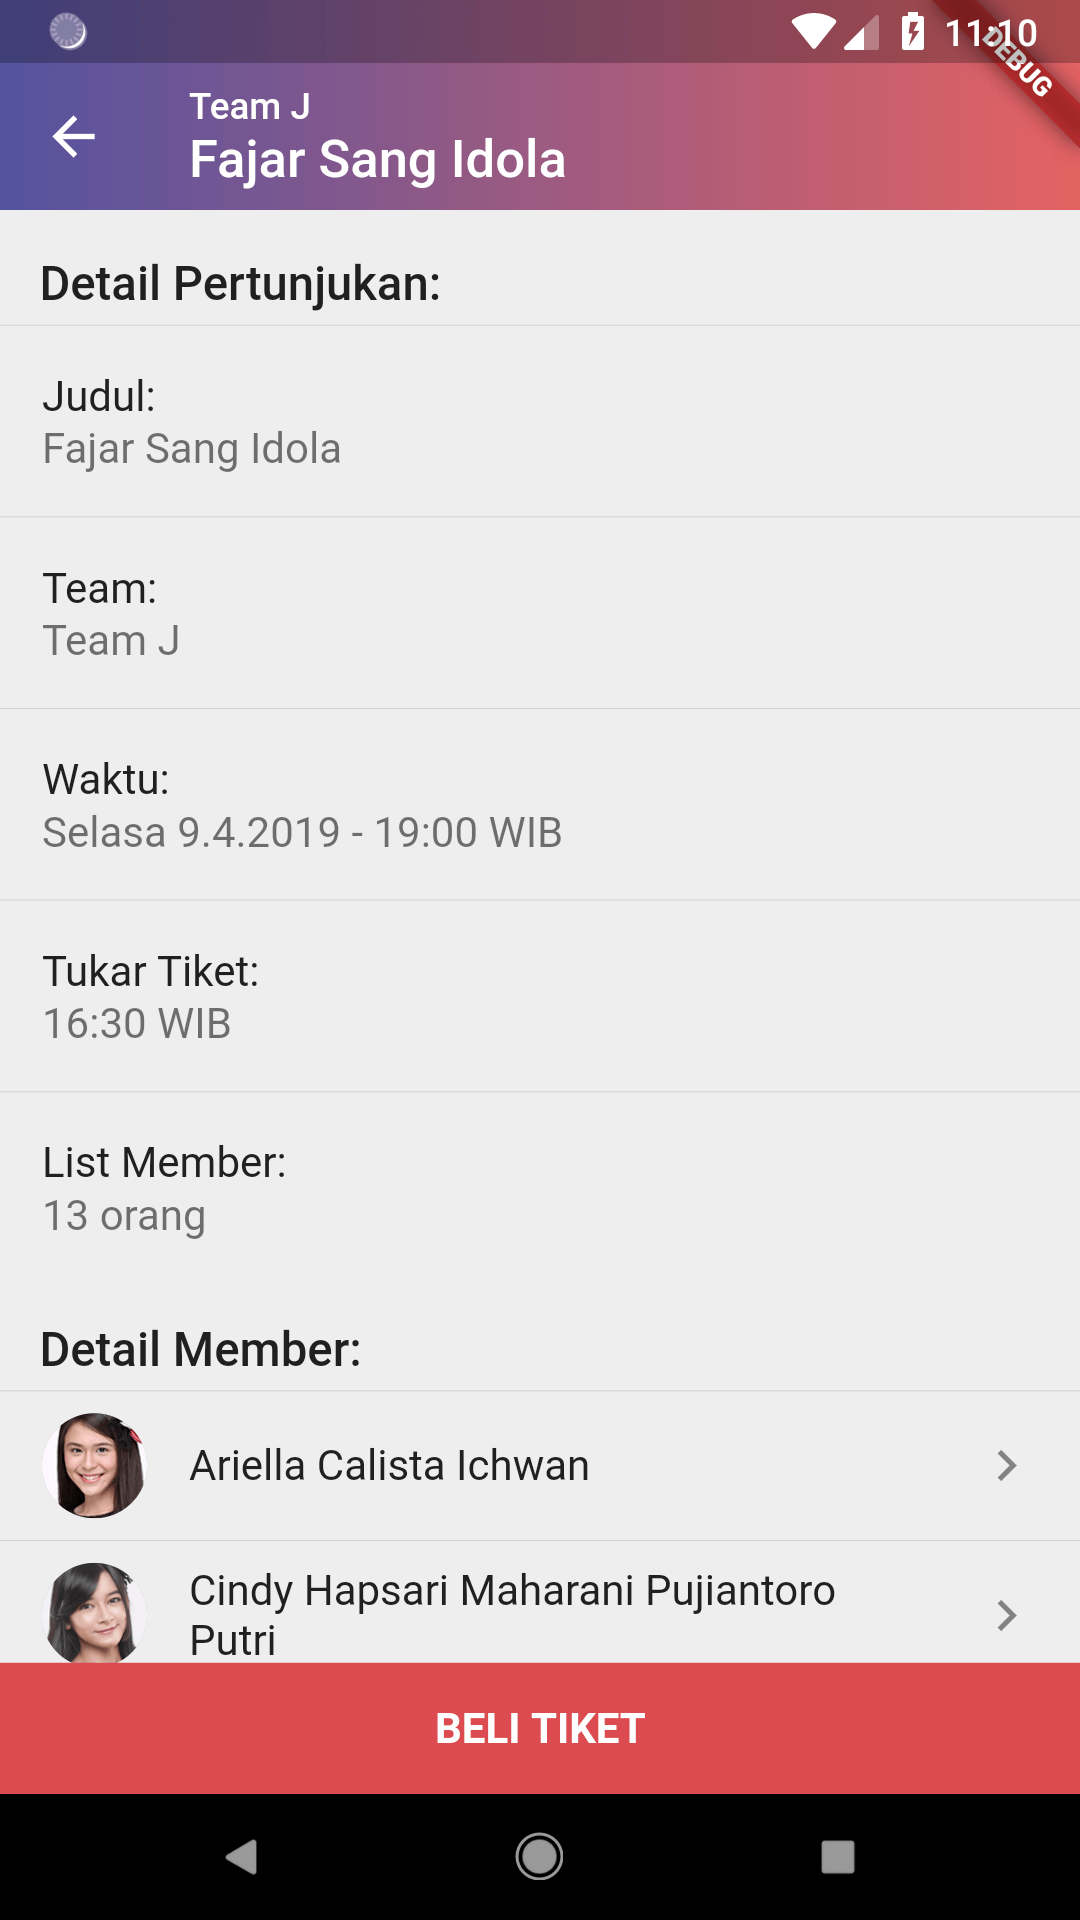 11:10
DEBUG
Team J
Fajar Sang Idola
Detail Pertunjukan:
Judul:
Fajar Sang Idola
Team:
Team J
Waktu:
Selasa 9.4.2019 - 19:00 WIB
Tukar Tiket:
16:30 WIB
List Member:
13 orang
Detail Member:
Ariella Calista Ichwan
Cindy Hapsari Maharani Pujiantoro
Putri
BELI TIKET